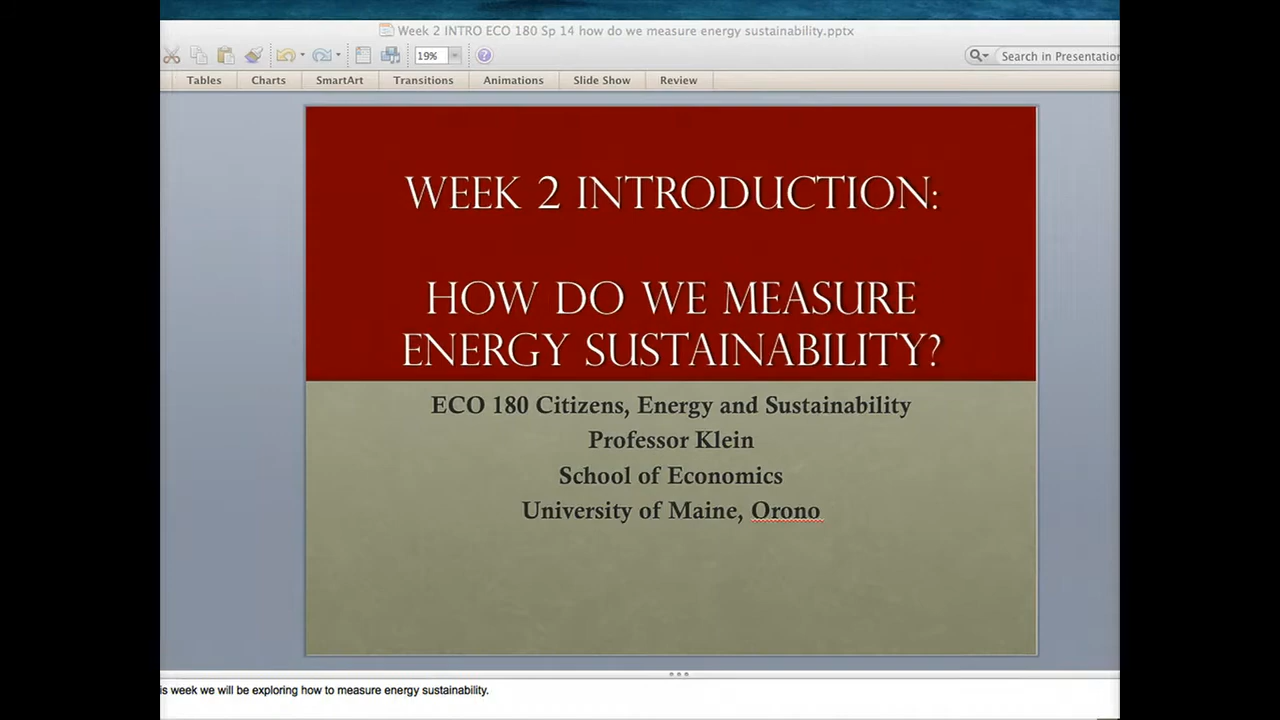 Week 2 INTRO ECO 180 Sp 14 how do we measure energy sustainability.pptx
19%
Search in Presentation
Tables Charts SmartArt Transitions Animations Slide Show Review
WEEK 2 INTRODUCTION:
HOW DO WE MEASURE
ENERGY SUSTAINABILITY?
ECO 180 Citizens, Energy and Sustainability
Professor Klein
School of Economics
University of Maine, Orono
is week we will be exploring how to measure energy sustainability.